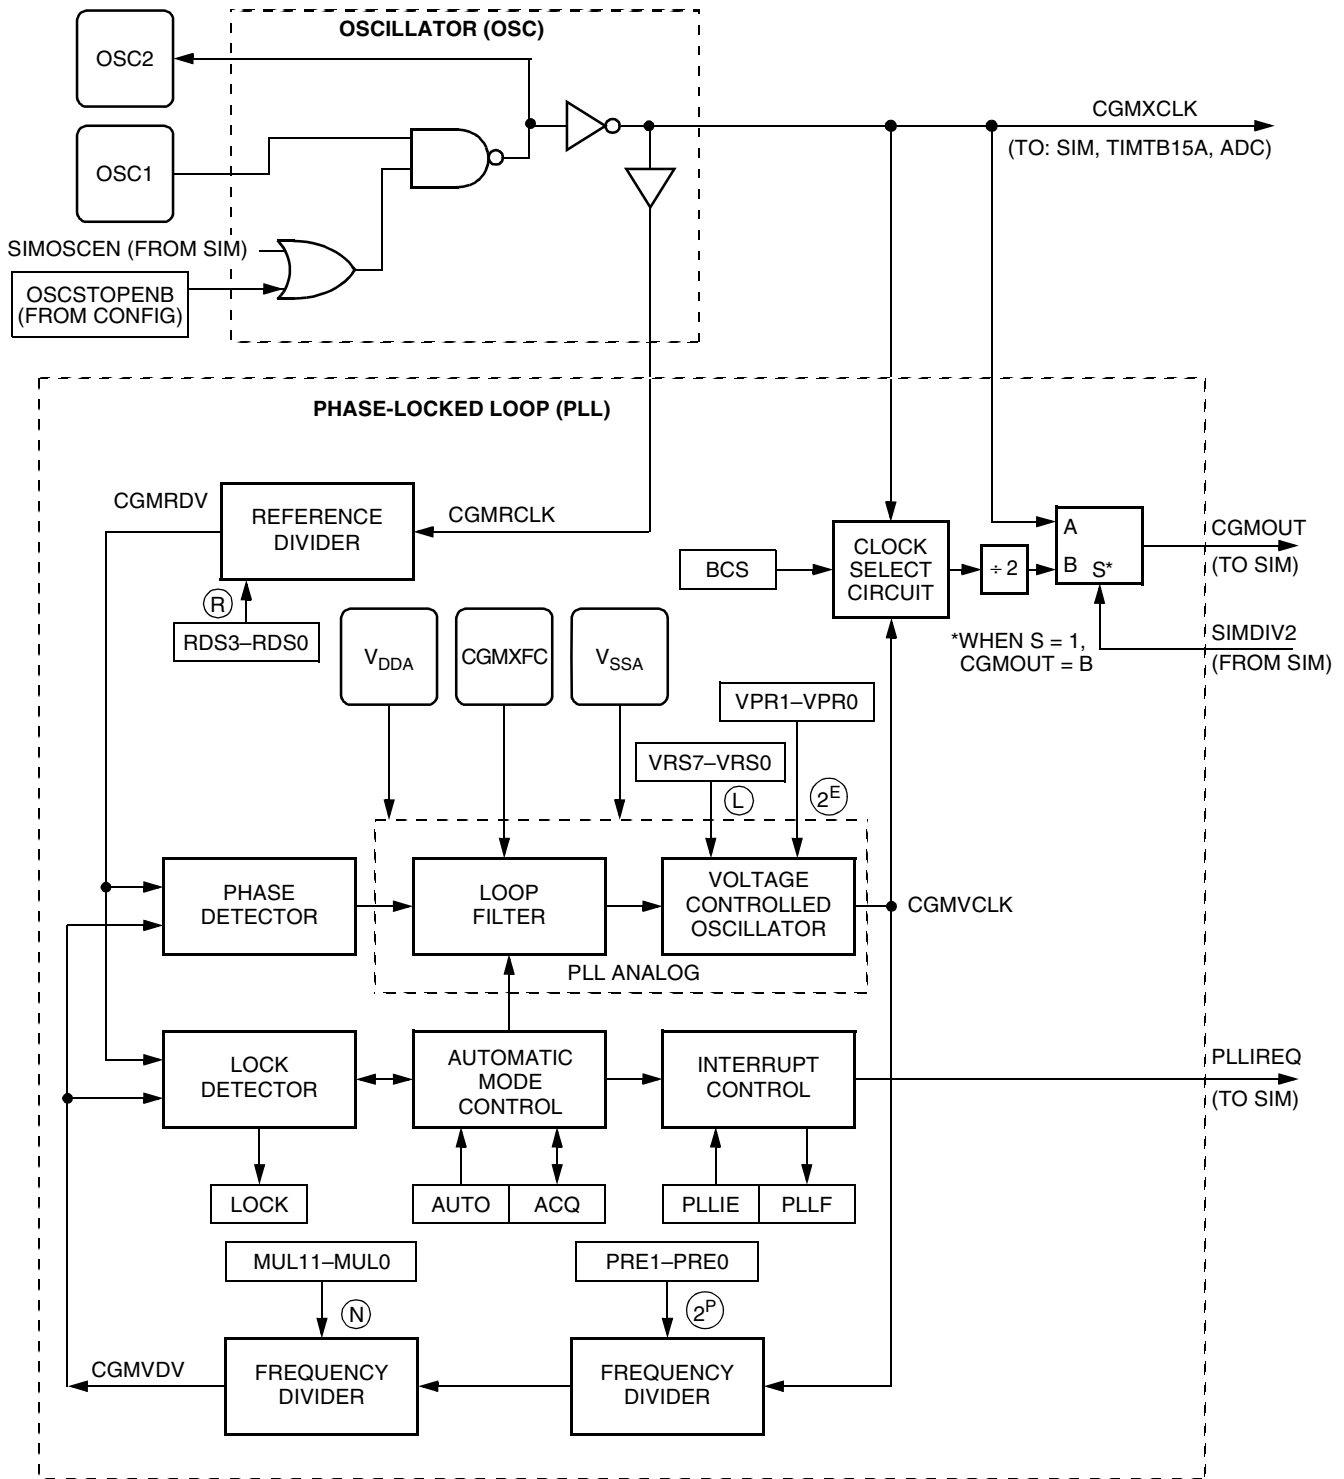 OSCILLATOR (OSC)
OSC2
OSC1
SIMOSCEN (FROM SIM)
OSCSTOPENB
(FROM CONFIG)
CGMXCLK
(TO: SIM, TIMTB15A, ADC)
PHASE-LOCKED LOOP (PLL)
CGMRDV
REFERENCE
DIVIDER
CGMRCLK
R
RDS3–RDS0
BCS
CLOCK
SELECT
CIRCUIT
÷ 2
A
B
S*
CGMOUT
(TO SIM)
*WHEN S = 1,
CGMOUT = B
SIMDIV2
(FROM SIM)
VDDA
CGMXFC
VSSA
VPR1–VPR0
VRS7–VRS0
L
2E
PHASE
DETECTOR
LOOP
FILTER
VOLTAGE
CONTROLLED
OSCILLATOR
CGMVCLK
PLL ANALOG
LOCK
DETECTOR
AUTOMATIC
MODE
CONTROL
INTERRUPT
CONTROL
PLLIREQ
(TO SIM)
LOCK
AUTO
ACQ
PLLIE
PLLF
MUL11–MUL0
PRE1–PRE0
N
2P
CGMVDV
FREQUENCY
DIVIDER
FREQUENCY
DIVIDER